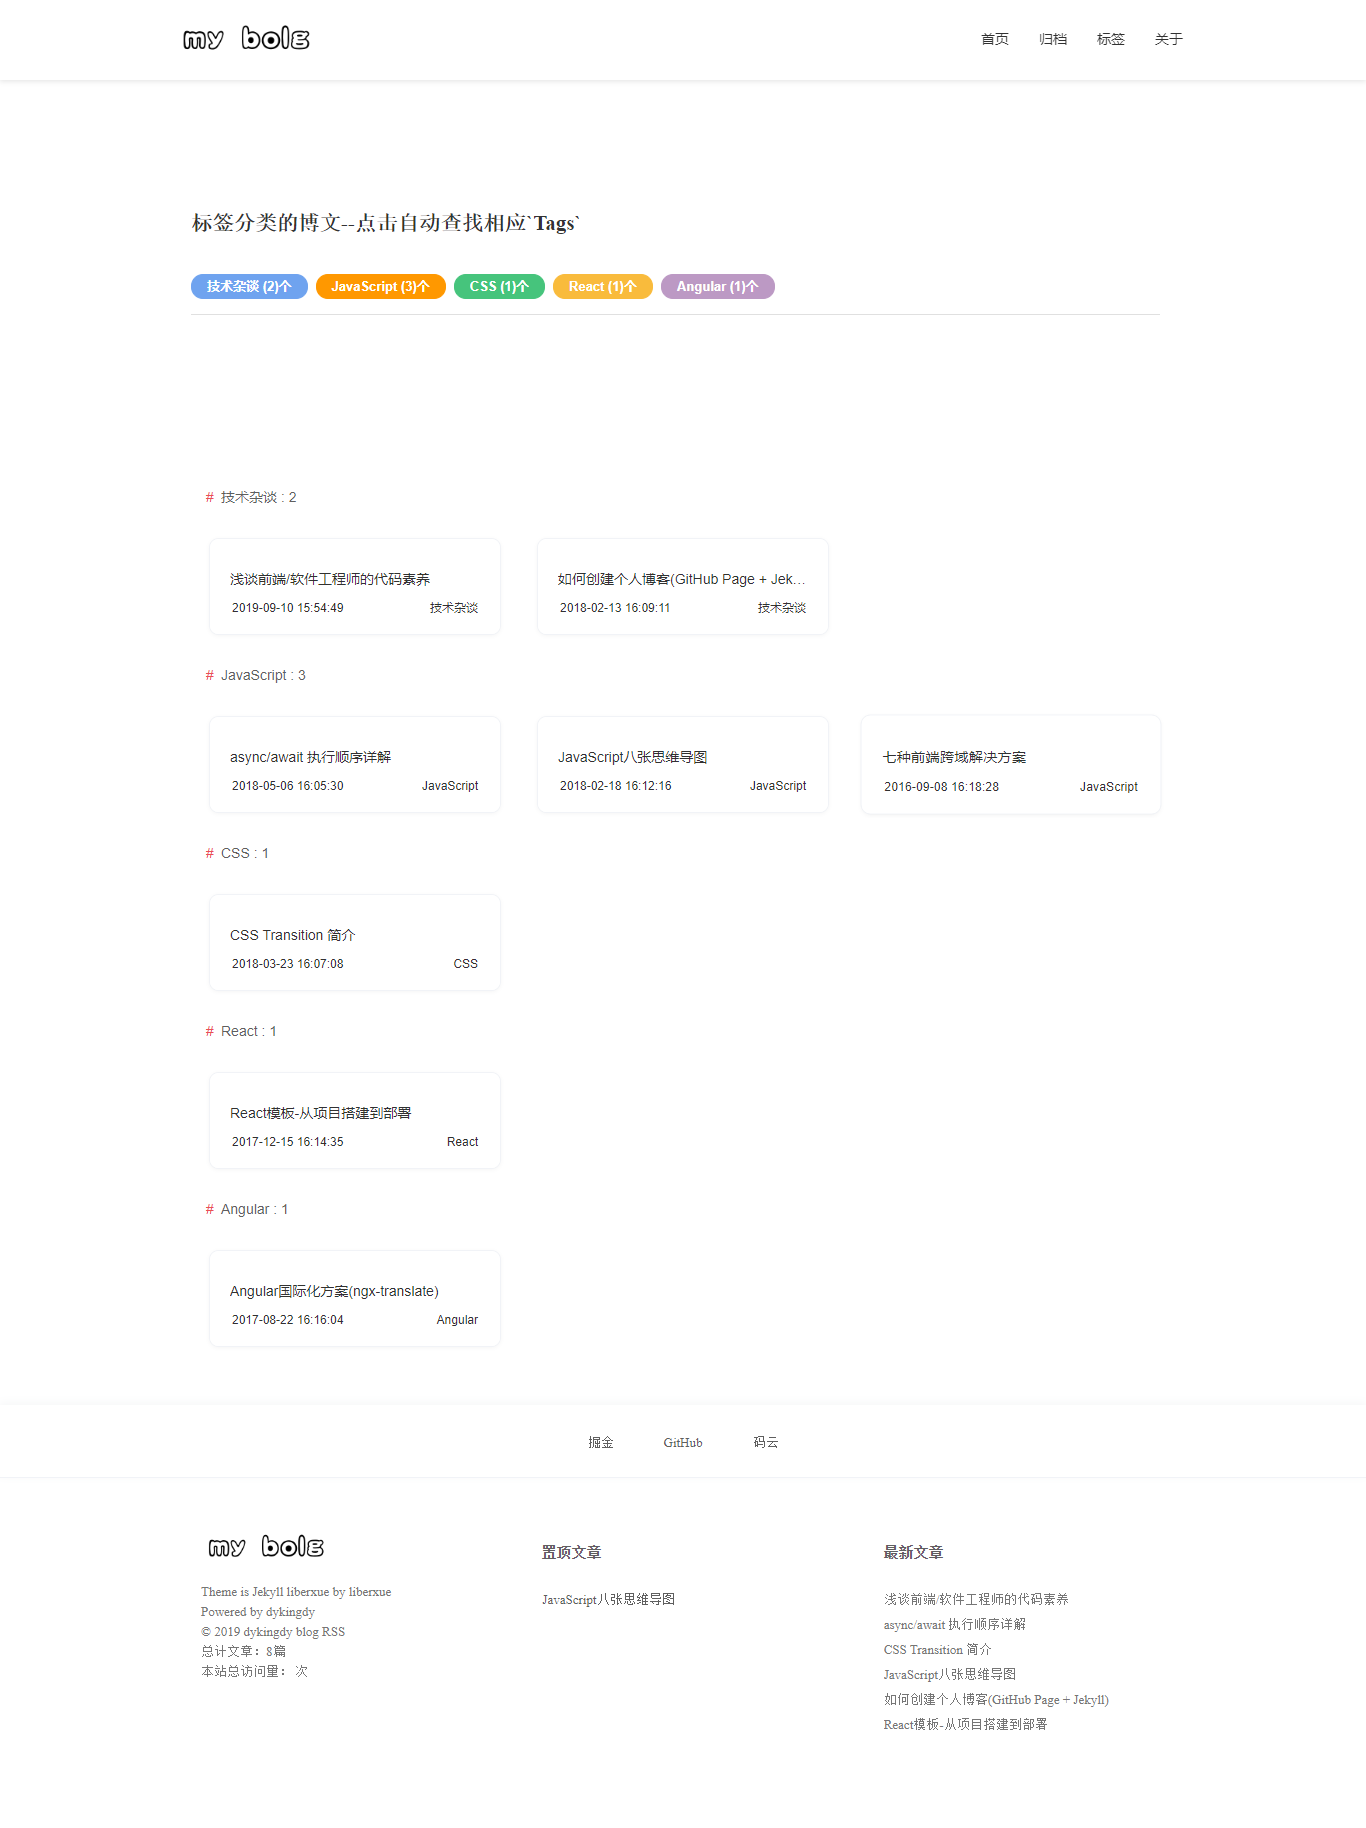 my bolg
首页 归档 标签 关于
标签分类的博文--点击自动查找相应`Tags`
技术杂谈 (2)个 JavaScript (3)个 CSS (1)个 React (1)个 Angular (1)个
# 技术杂谈 : 2
浅谈前端/软件工程师的代码素养
2019-09-10 15:54:49 技术杂谈
如何创建个人博客(GitHub Page + Jek...
2018-02-13 16:09:11 技术杂谈
# JavaScript : 3
async/await 执行顺序详解
2018-05-06 16:05:30 JavaScript
JavaScript八张思维导图
2018-02-18 16:12:16 JavaScript
七种前端跨域解决方案
2016-09-08 16:18:28 JavaScript
# CSS : 1
CSS Transition 简介
2018-03-23 16:07:08 CSS
# React : 1
React模板-从项目搭建到部署
2017-12-15 16:14:35 React
# Angular : 1
Angular国际化方案(ngx-translate)
2017-08-22 16:16:04 Angular
掘金 GitHub 码云
my bolg
Theme is Jekyll liberxue by liberxue
Powered by dykingdy
© 2019 dykingdy blog RSS
总计文章：8篇
本站总访问量： 次
置顶文章
JavaScript八张思维导图
最新文章
浅谈前端/软件工程师的代码素养
async/await 执行顺序详解
CSS Transition 简介
JavaScript八张思维导图
如何创建个人博客(GitHub Page + Jekyll)
React模板-从项目搭建到部署